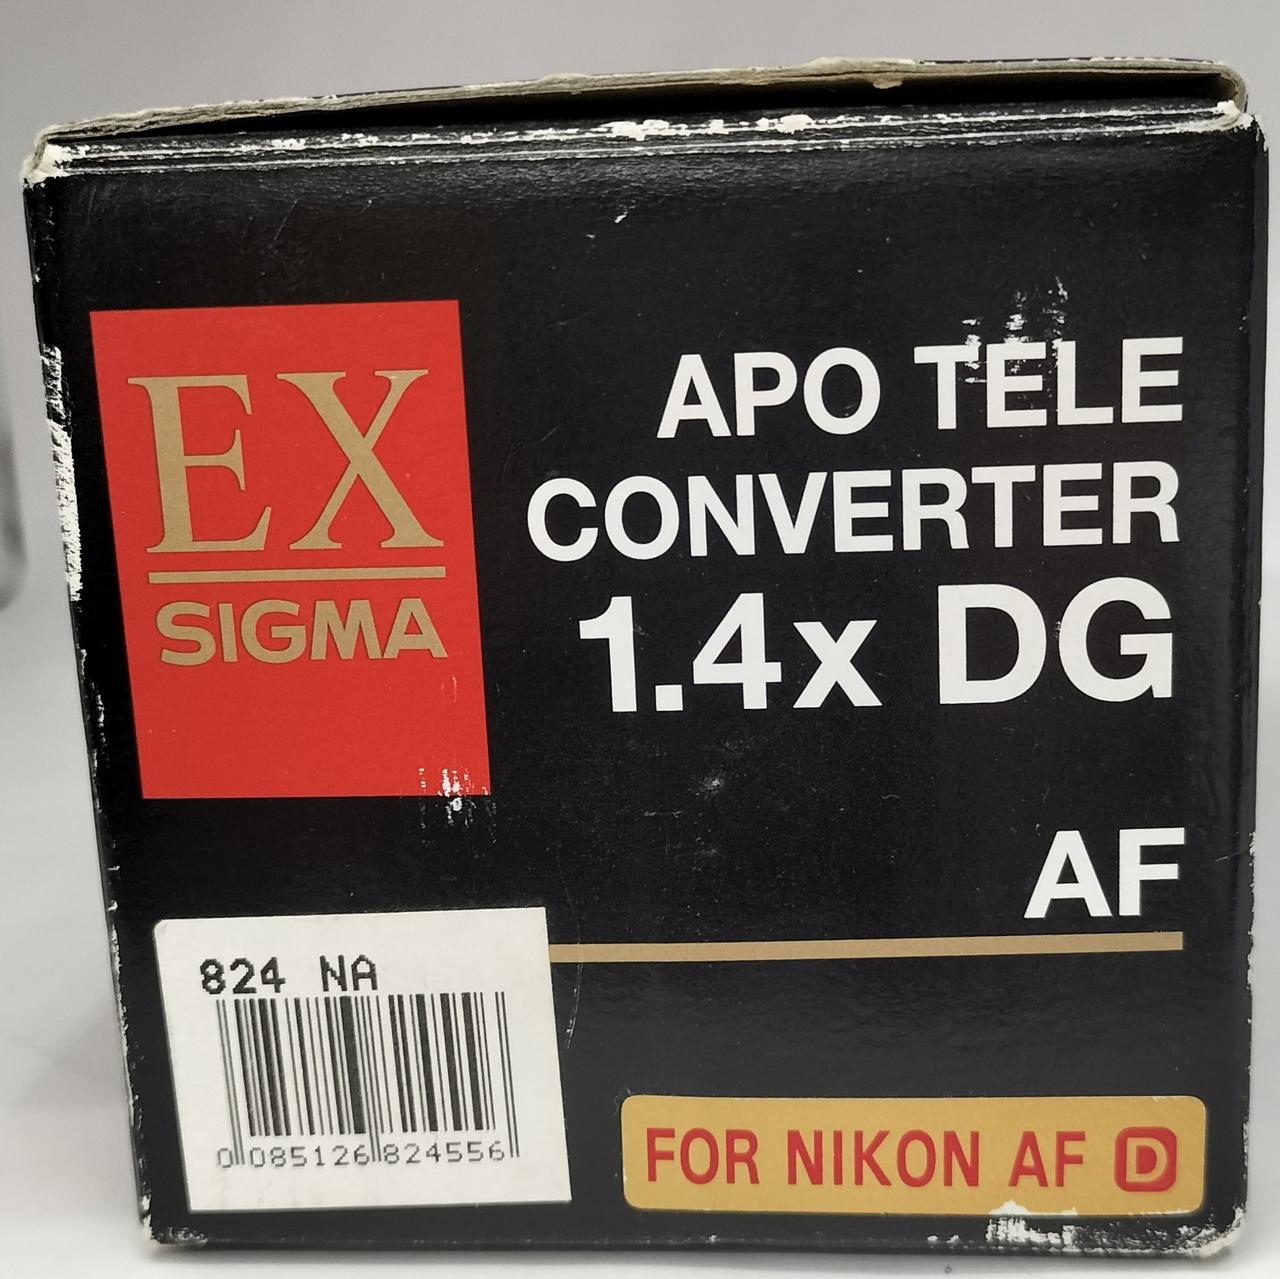 EX
SIGMA
APO TELE
CONVERTER
1.4x DG
AF
824 NA
0 085126 824556
FOR NIKON AF D